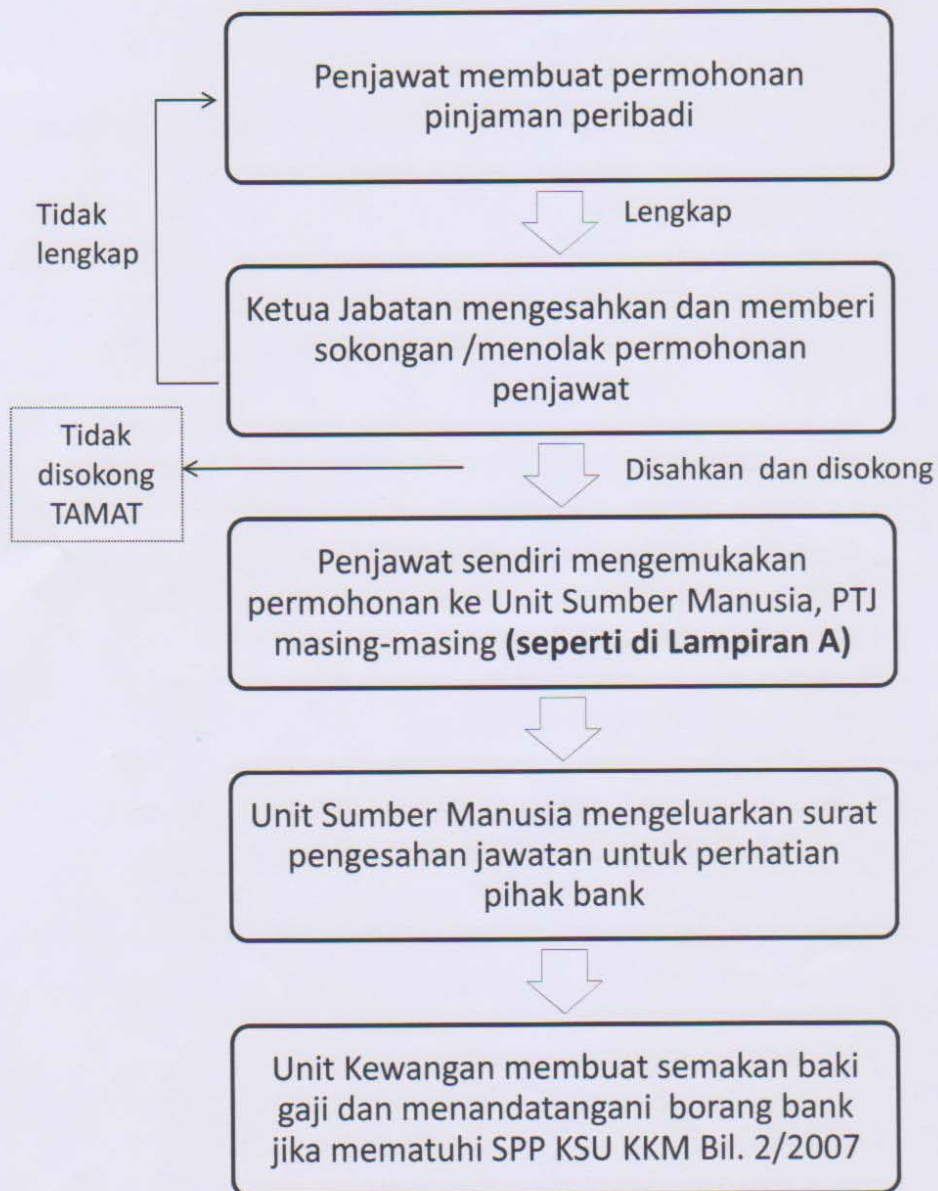 Penjawat membuat permohonan
pinjaman peribadi
Tidak
lengkap
Lengkap
Ketua Jabatan mengesahkan dan memberi
sokongan /menolak permohonan
penjawat
Tidak
disokong
TAMAT
Disahkan dan disokong
Penjawat sendiri mengemukakan
permohonan ke Unit Sumber Manusia, PTJ
masing-masing (seperti di Lampiran A)
Unit Sumber Manusia mengeluarkan surat
pengesahan jawatan untuk perhatian
pihak bank
Unit Kewangan membuat semakan baki
gaji dan menandatangani borang bank
jika mematuhi SPP KSU KKM Bil. 2/2007